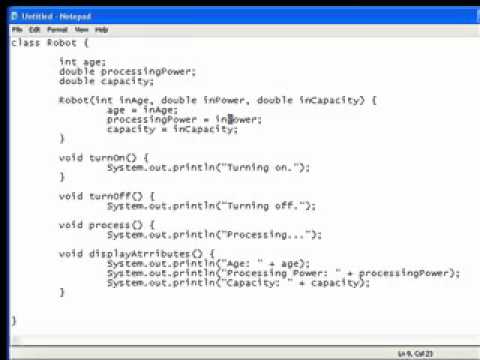 Untitled - Notepad
File Edit Format View Help
class Robot {
int age;
double processingPower;
double capacity;
Robot(int inAge, double inPower, double inCapacity) {
age = inAge;
processingPower = inPower;
capacity = inCapacity;
}
void turnOn() {
System.out.println("Turning on.");
}
void turnOff() {
System.out.println("Turning off.");
}
void process() {
System.out.println("Processing...");
}
void displayAtrributes() {
System.out.println("Age: " + age);
System.out.println("Processing Power: " + processingPower);
System.out.println("Capacity: " + capacity);
}
}
Ln 9, Col 23